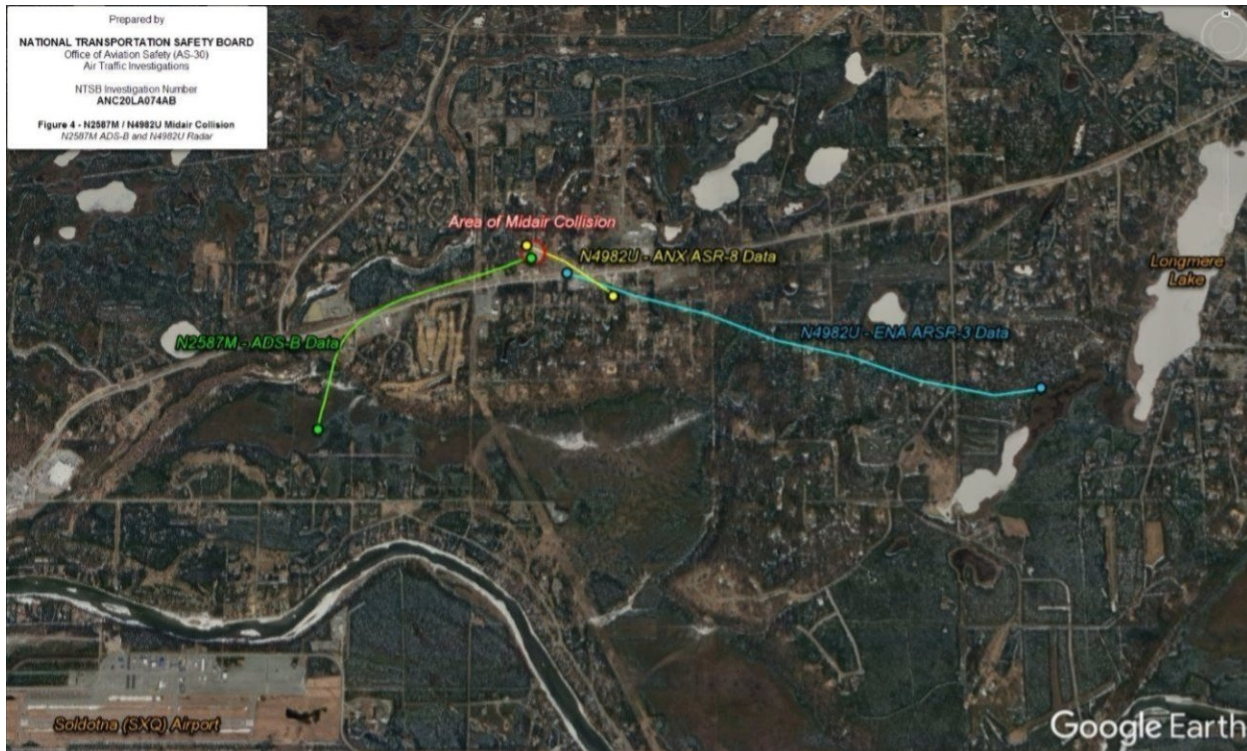 Prepared by
NATIONAL TRANSPORTATION SAFETY BOARD
Office of Aviation Safety (AS-30)
Air Traffic Investigations
NTSB Investigation Number
ANC20LA074AB
Figure 4 - N2587M / N4982U Midair Collision
N2587M ADS-B and N4982U Radar
Area of Midair Collision
N4982U - ANX ASR-8 Data
Longmere
Lake
N4982U - ENA ARSR-3 Data
N2587M - ADS-B Data
Soldotna (SXQ) Airport
Google Earth